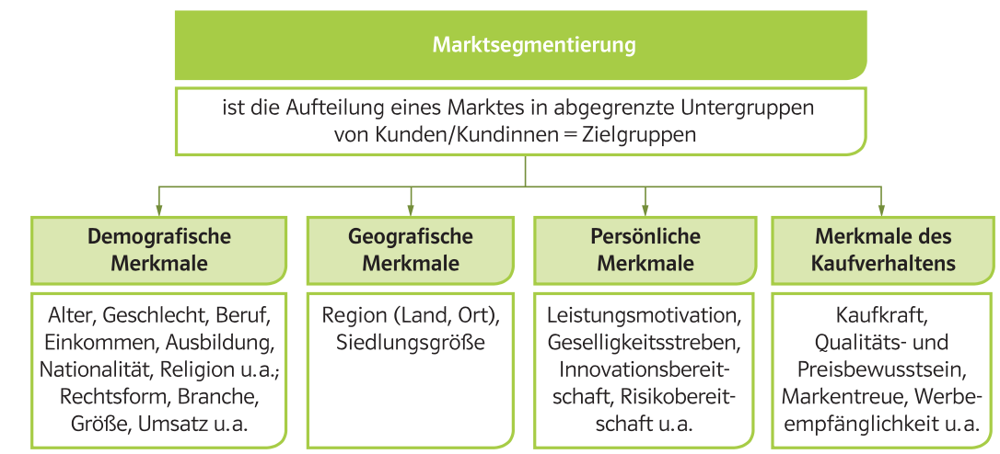 Marktsegmentierung
ist die Aufteilung eines Marktes in abgegrenzte Untergruppen
von Kunden/Kundinnen = Zielgruppen
Demografische
Merkmale
Alter, Geschlecht, Beruf,
Einkommen, Ausbildung,
Nationalität, Religion u. a.;
Rechtsform, Branche,
Größe, Umsatz u. a.
Geografische
Merkmale
Region (Land, Ort),
Siedlungsgröße
Persönliche
Merkmale
Leistungsmotivation,
Geselligkeitsstreben,
Innovationsbereit-
schaft, Risikobereit-
schaft u. a.
Merkmale des
Kaufverhaltens
Kaufkraft,
Qualitäts- und
Preisbewusstsein,
Markentreue, Werbe-
empfänglichkeit u. a.